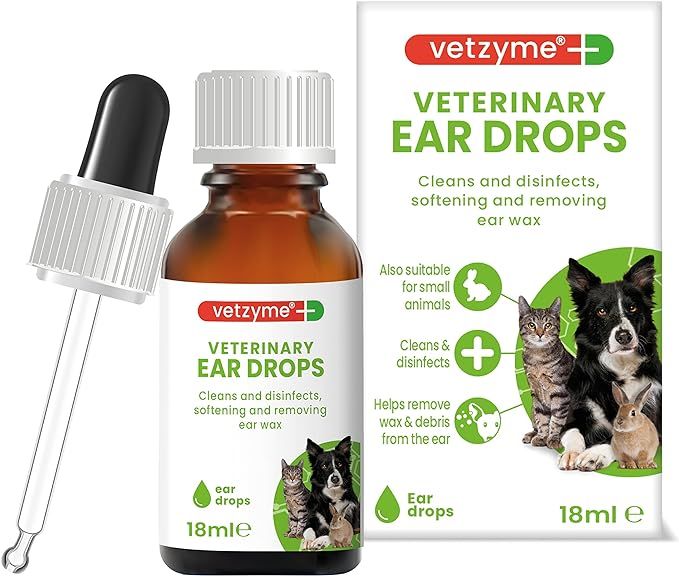 vetzyme®
VETERINARY
EAR DROPS
Cleans and disinfects,
softening and removing
ear wax
ear
drops
18ml℮
vetzyme®
VETERINARY
EAR DROPS
Cleans and disinfects,
softening and removing
ear wax
Also suitable
for small
animals
Cleans &
disinfects
Helps remove
wax & debris
from the ear
Ear
drops
18ml ℮